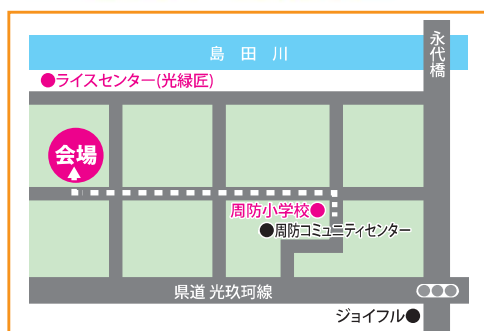 島田川
永代橋
●ライスセンター(光緑匠)
会場
周防小学校●
●周防コミュニティセンター
県道 光玖珂線
ジョイフル●